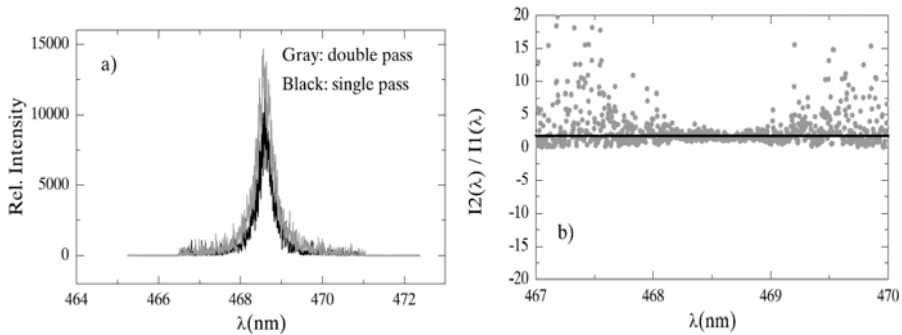 a)
Gray: double pass
Black: single pass
Rel. Intensity
15000
10000
5000
0
464 466 468 470 472
λ(nm)
b)
I2(λ) / I1(λ)
20
15
10
5
0
-5
-10
-15
-20
467 468 469 470
λ(nm)